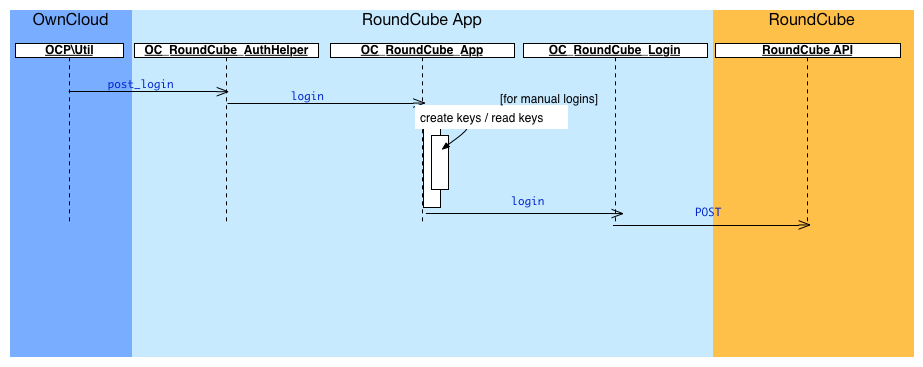 OwnCloud
RoundCube App
RoundCube
OCP\Util
OC_RoundCube_AuthHelper
OC_RoundCube_App
OC_RoundCube_Login
RoundCube API
post_login
login
[for manual logins]
create keys / read keys
login
POST